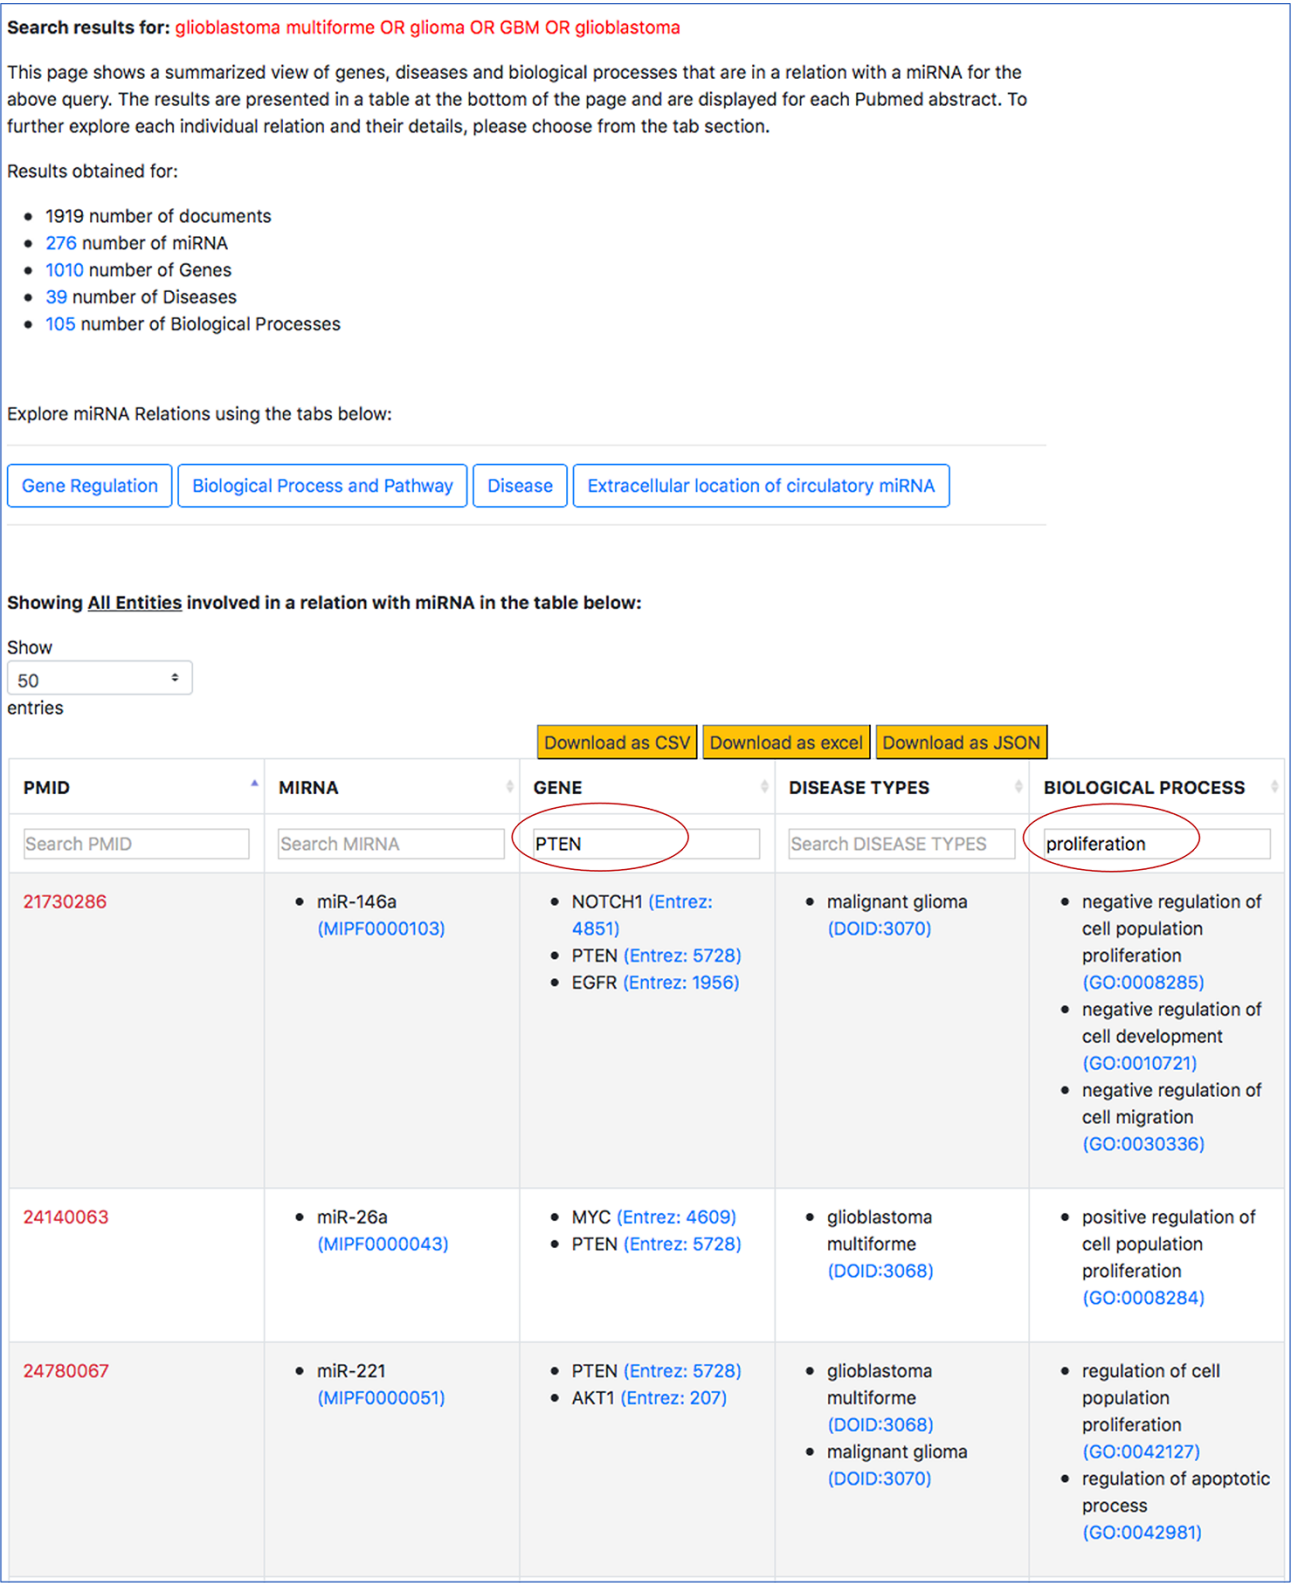 Search results for: glioblastoma multiforme OR glioma OR GBM OR glioblastoma
This page shows a summarized view of genes, diseases and biological processes that are in a relation with a miRNA for the
above query. The results are presented in a table at the bottom of the page and are displayed for each Pubmed abstract. To
further explore each individual relation and their details, please choose from the tab section.
Results obtained for:
• 1919 number of documents
• 276 number of miRNA
• 1010 number of Genes
• 39 number of Diseases
• 105 number of Biological Processes
Explore miRNA Relations using the tabs below:
Gene Regulation Biological Process and Pathway Disease Extracellular location of circulatory miRNA
Showing All Entities involved in a relation with miRNA in the table below:
Show
50
entries
Download as CSV Download as excel Download as JSON
PMID MIRNA GENE DISEASE TYPES BIOLOGICAL PROCESS
Search PMID Search MIRNA PTEN Search DISEASE TYPES proliferation
21730286
• miR-146a
(MIPF0000103)
• NOTCH1 (Entrez:
4851)
• PTEN (Entrez: 5728)
• EGFR (Entrez: 1956)
• malignant glioma
(DOID:3070)
• negative regulation of
cell population
proliferation
(GO:0008285)
• negative regulation of
cell development
(GO:0010721)
• negative regulation of
cell migration
(GO:0030336)
24140063
• miR-26a
(MIPF0000043)
• MYC (Entrez: 4609)
• PTEN (Entrez: 5728)
• glioblastoma
multiforme
(DOID:3068)
• positive regulation of
cell population
proliferation
(GO:0008284)
24780067
• miR-221
(MIPF0000051)
• PTEN (Entrez: 5728)
• AKT1 (Entrez: 207)
• glioblastoma
multiforme
(DOID:3068)
• malignant glioma
(DOID:3070)
• regulation of cell
population
proliferation
(GO:0042127)
• regulation of apoptotic
process
(GO:0042981)